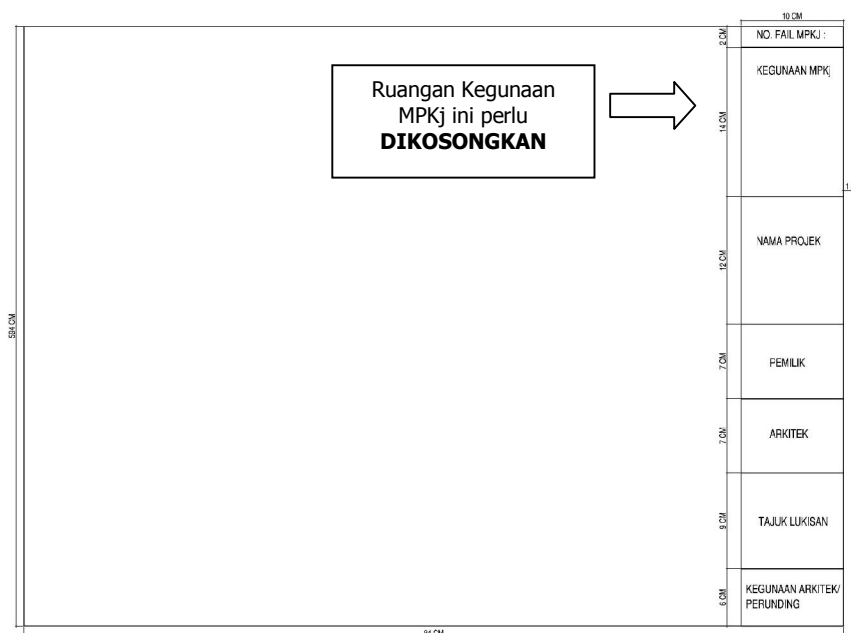 10 CM
2 CM
NO. FAIL MPKJ :
KEGUNAAN MPKj
Ruangan Kegunaan
MPKj ini perlu
DIKOSONGKAN
14 CM
1.
NAMA PROJEK
12 CM
594 CM
7 CM
PEMILIK
7 CM
ARKITEK
9 CM
TAJUK LUKISAN
6 CM
KEGUNAAN ARKITEK/
PERUNDING